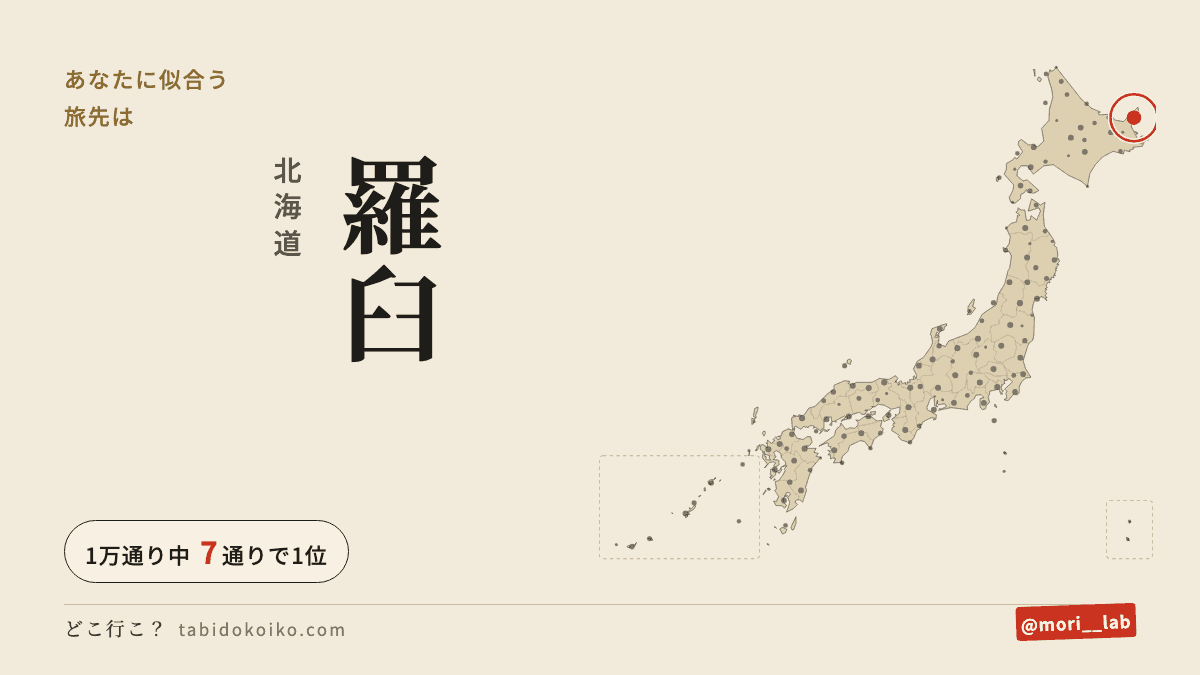 あなたに似合う
旅先は
羅臼
北海道
1万通り中 7通りで1位
どこ行こ? tabidokoiko.com
@mori__lab